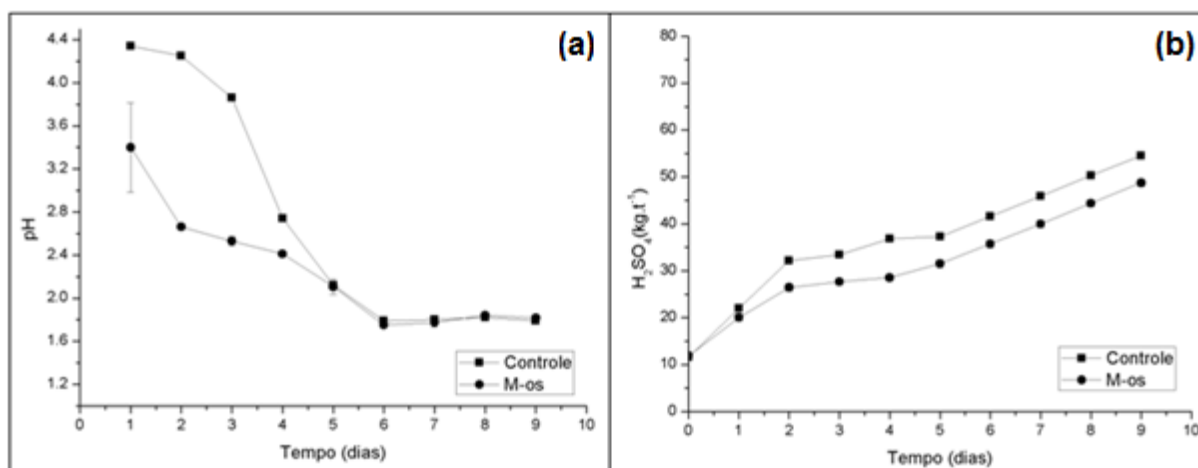 (a)
4.4
4.0
3.6
3.2
2.8
2.4
2.0
1.6
1.2
pH
0 1 2 3 4 5 6 7 8 9 10
Tempo (dias)
Controle
M-os
(b)
80
70
60
50
40
30
20
10
0
H₂SO₄(kg.t⁻¹)
0 1 2 3 4 5 6 7 8 9 10
Tempo (dias)
Controle
M-os